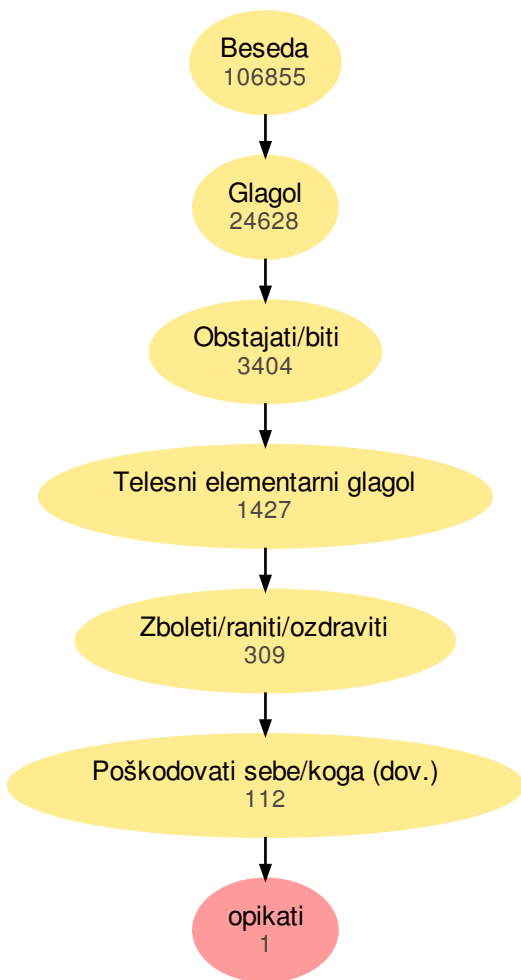 Beseda
106855
Glagol
24628
Obstajati/biti
3404
Telesni elementarni glagol
1427
Zboleti/raniti/ozdraviti
309
Poškodovati sebe/koga (dov.)
112
opikati
1